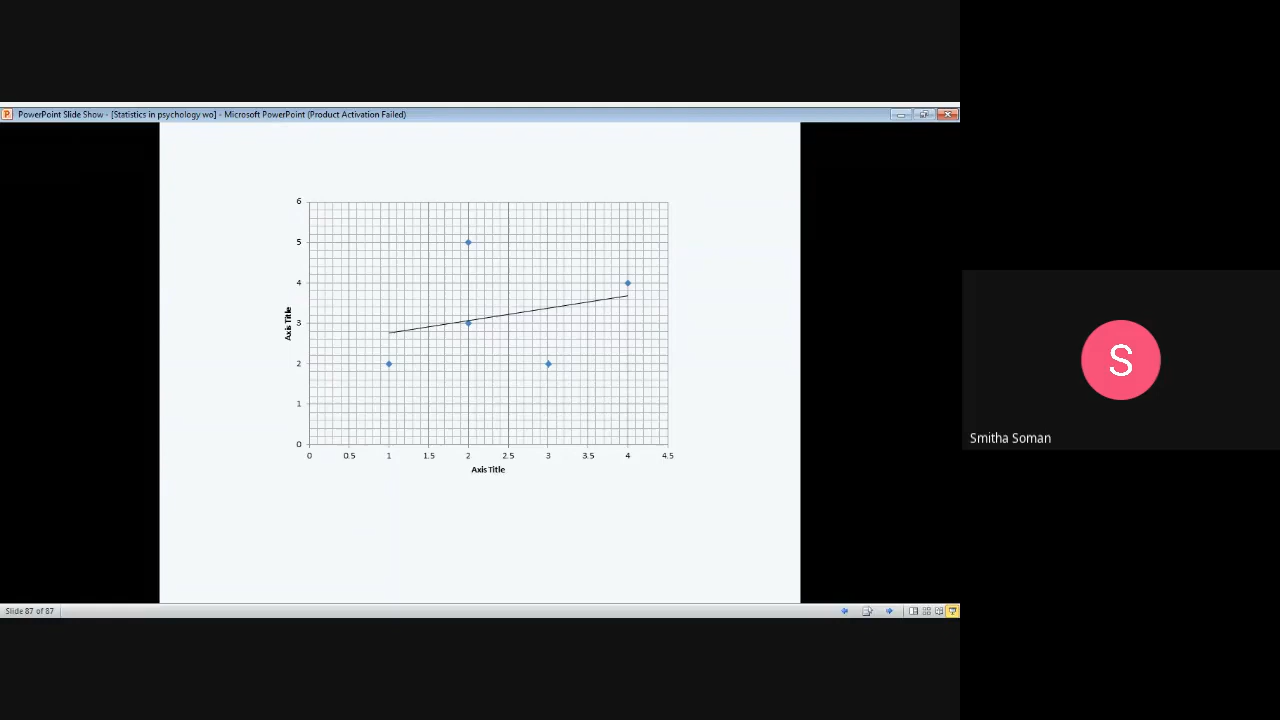 PowerPoint Slide Show - [Statistics in psychology wo] - Microsoft PowerPoint (Product Activation Failed)
6
5
4
3
2
1
0
Axis Title
0 0.5 1 1.5 2 2.5 3 3.5 4 4.5
Axis Title
S
Smitha Soman
Slide 87 of 87